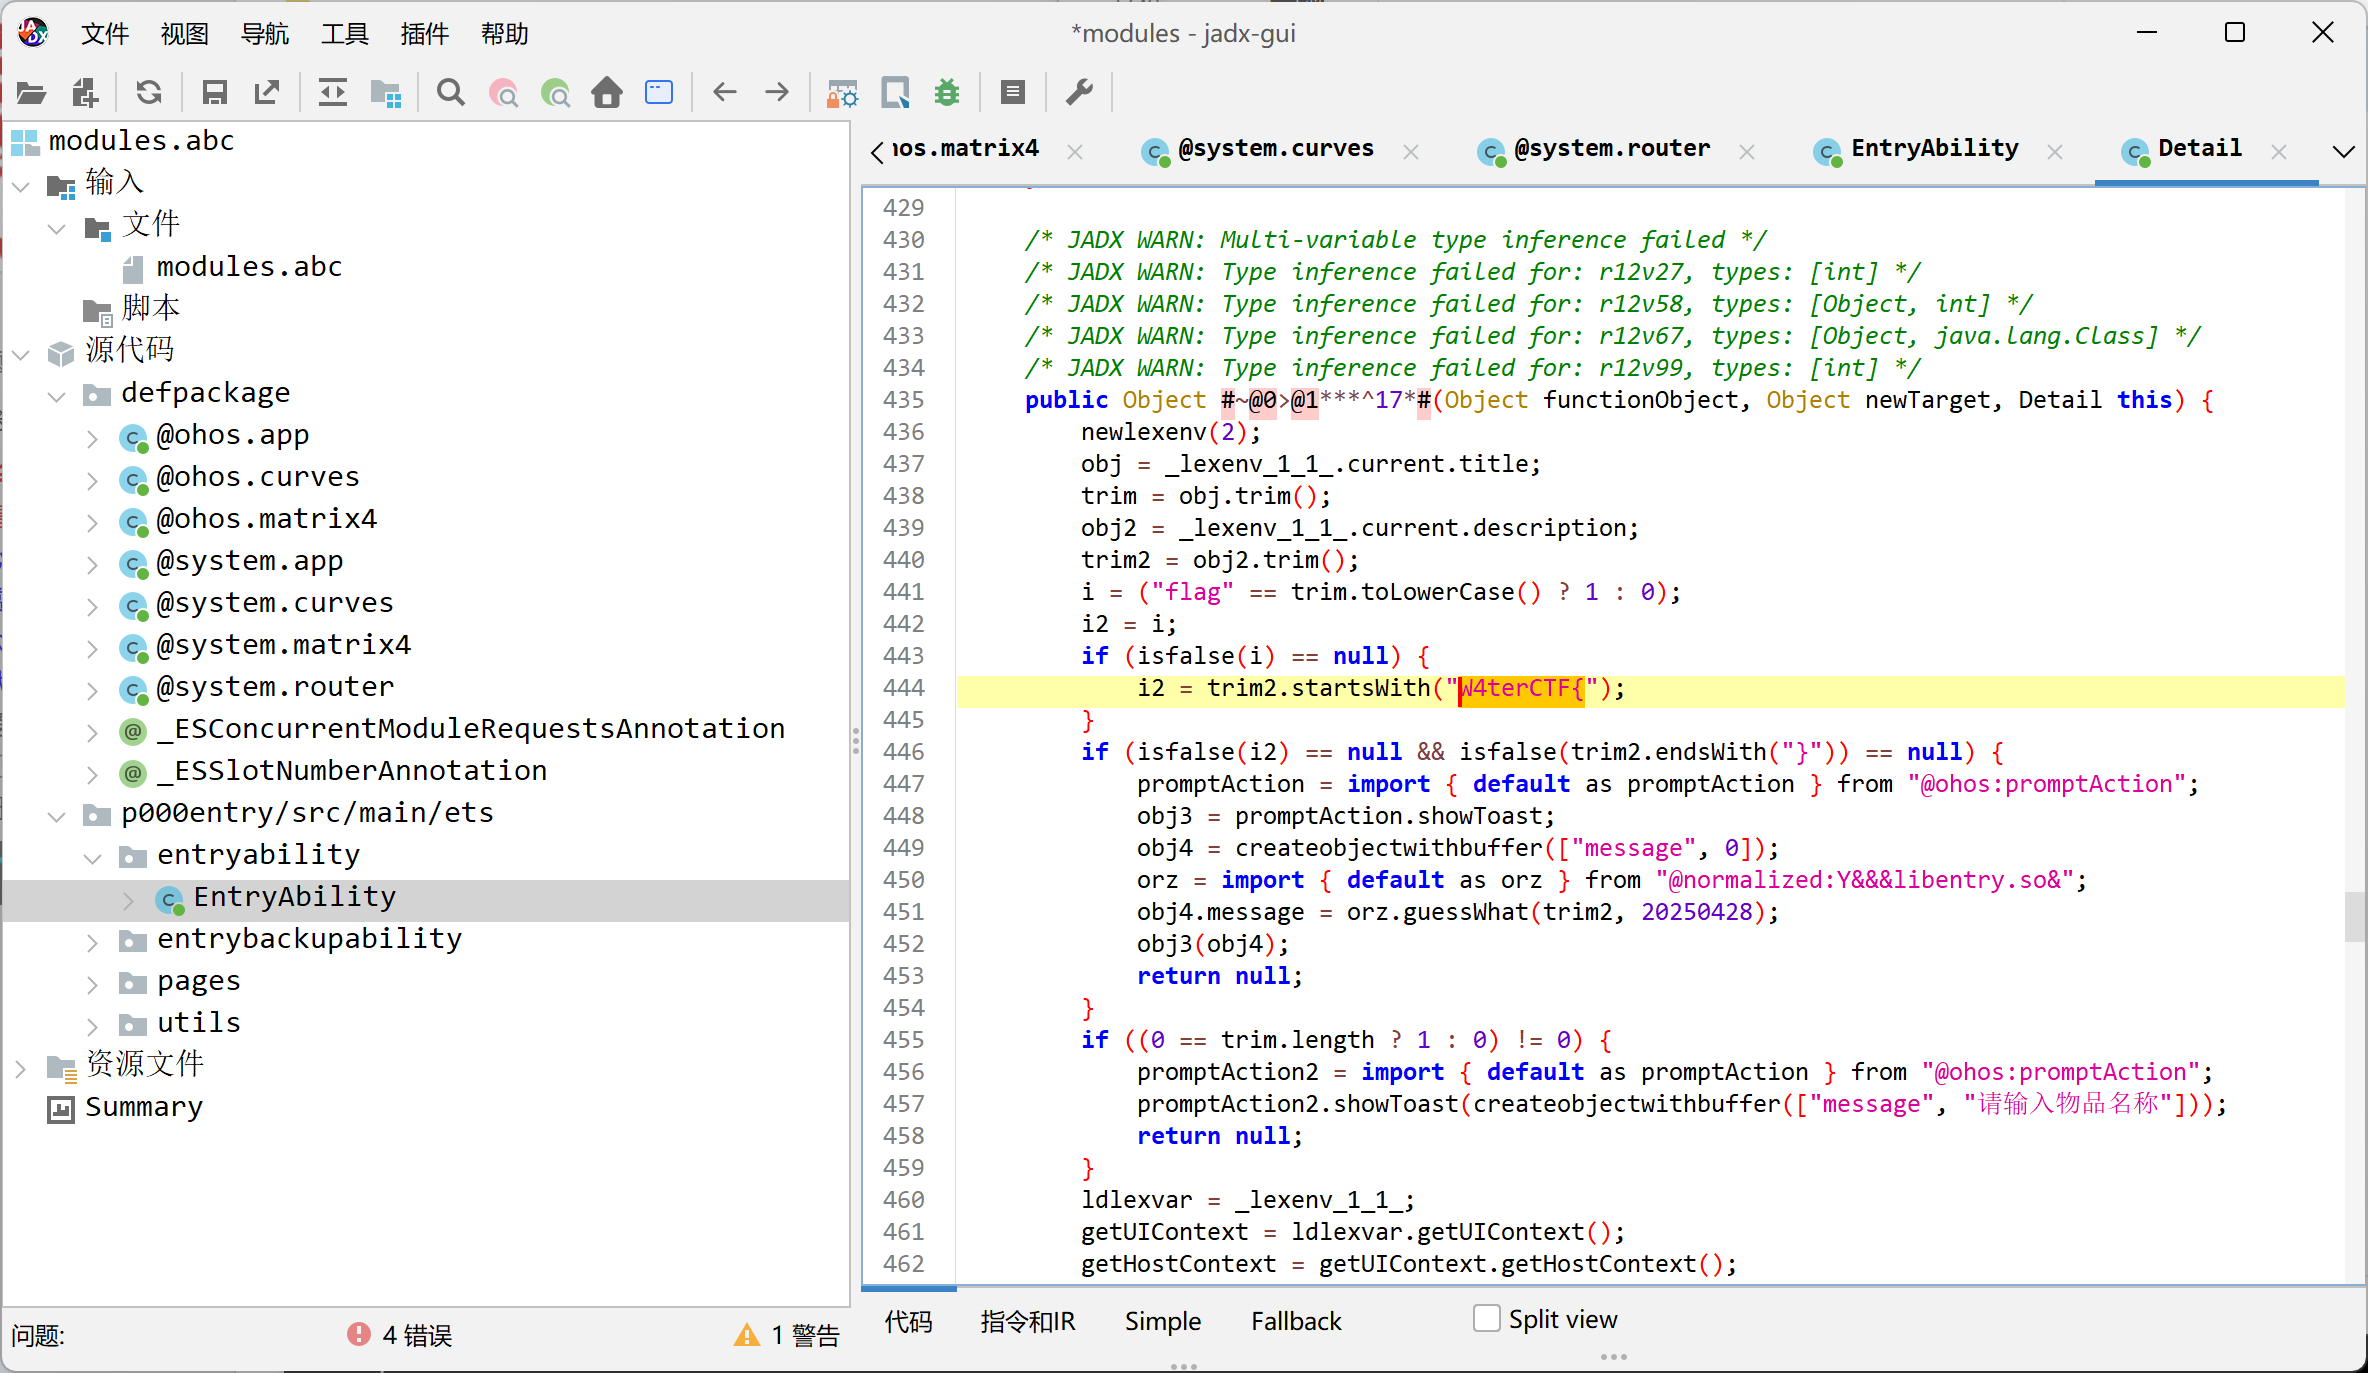 *modules - jadx-gui
文件 视图 导航 工具 插件 帮助
modules.abc
输入
文件
modules.abc
脚本
源代码
defpackage
@ohos.app
@ohos.curves
@ohos.matrix4
@system.app
@system.curves
@system.matrix4
@system.router
_ESConcurrentModuleRequestsAnnotation
_ESSlotNumberAnnotation
p000entry/src/main/ets
entryability
EntryAbility
entrybackupability
pages
utils
资源文件
Summary
问题: 4 错误 1 警告
hos.matrix4 @system.curves @system.router EntryAbility Detail
429
430 /* JADX WARN: Multi-variable type inference failed */
431 /* JADX WARN: Type inference failed for: r12v27, types: [int] */
432 /* JADX WARN: Type inference failed for: r12v58, types: [Object, int] */
433 /* JADX WARN: Type inference failed for: r12v67, types: [Object, java.lang.Class] */
434 /* JADX WARN: Type inference failed for: r12v99, types: [int] */
435 public Object #~@0>@1***^17*#(Object functionObject, Object newTarget, Detail this) {
436 newlexenv(2);
437 obj = _lexenv_1_1_.current.title;
438 trim = obj.trim();
439 obj2 = _lexenv_1_1_.current.description;
440 trim2 = obj2.trim();
441 i = ("flag" == trim.toLowerCase() ? 1 : 0);
442 i2 = i;
443 if (isfalse(i) == null) {
444 i2 = trim2.startsWith("W4terCTF{");
445 }
446 if (isfalse(i2) == null && isfalse(trim2.endsWith("}")) == null) {
447 promptAction = import { default as promptAction } from "@ohos:promptAction";
448 obj3 = promptAction.showToast;
449 obj4 = createobjectwithbuffer(["message", 0]);
450 orz = import { default as orz } from "@normalized:Y&&&libentry.so&";
451 obj4.message = orz.guessWhat(trim2, 20250428);
452 obj3(obj4);
453 return null;
454 }
455 if ((0 == trim.length ? 1 : 0) != 0) {
456 promptAction2 = import { default as promptAction } from "@ohos:promptAction";
457 promptAction2.showToast(createobjectwithbuffer(["message", "请输入物品名称"]));
458 return null;
459 }
460 ldlexvar = _lexenv_1_1_;
461 getUIContext = ldlexvar.getUIContext();
462 getHostContext = getUIContext.getHostContext();
代码 指令和IR Simple Fallback Split view